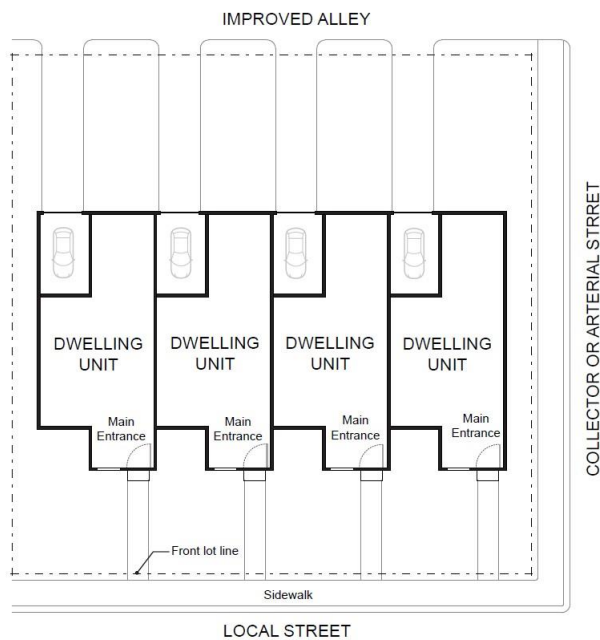 IMPROVED ALLEY
COLLECTOR OR ARTERIAL STRRET
DWELLING
UNIT
DWELLING
UNIT
DWELLING
UNIT
DWELLING
UNIT
Main
Entrance
Main
Entrance
Main
Entrance
Main
Entrance
Front lot line
Sidewalk
LOCAL STREET